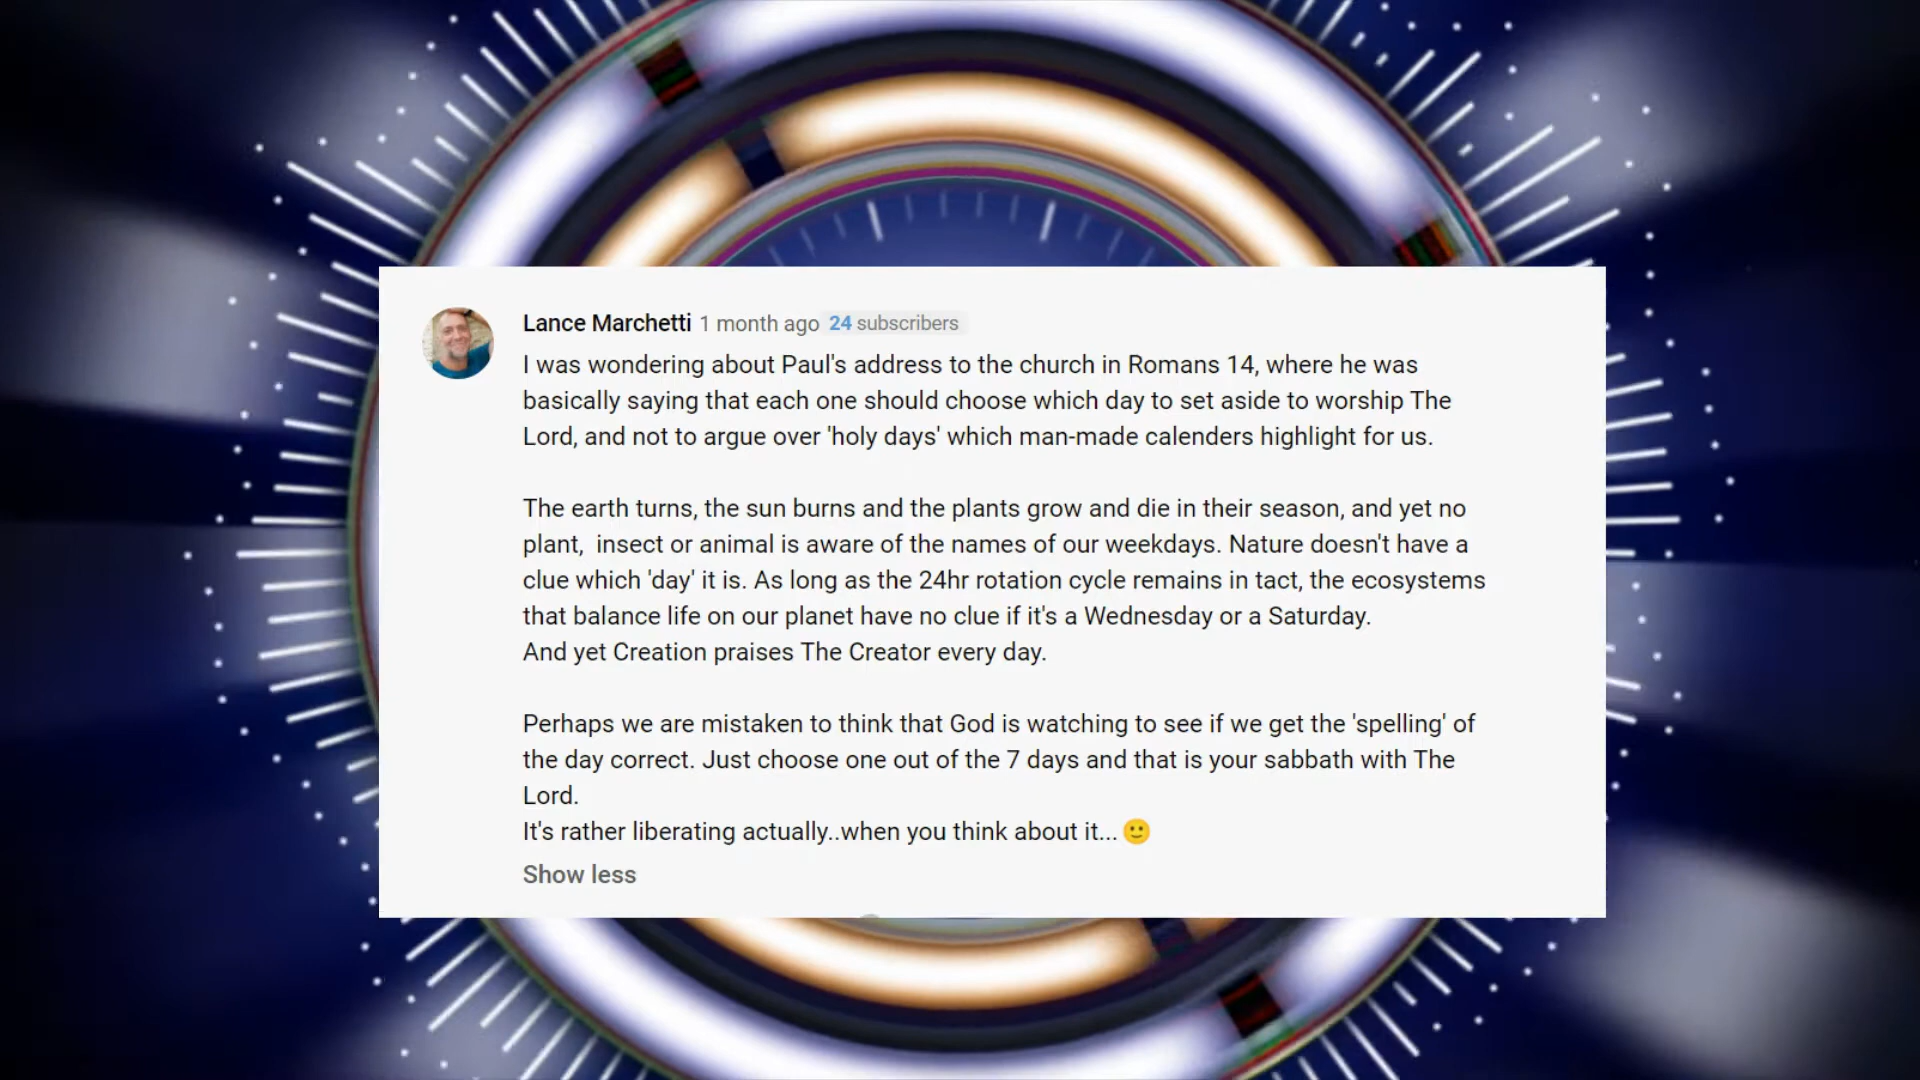 Lance Marchetti 1 month ago 24 subscribers
I was wondering about Paul's address to the church in Romans 14, where he was
basically saying that each one should choose which day to set aside to worship The
Lord, and not to argue over 'holy days' which man-made calenders highlight for us.
The earth turns, the sun burns and the plants grow and die in their season, and yet no
plant,  insect or animal is aware of the names of our weekdays. Nature doesn't have a
clue which 'day' it is. As long as the 24hr rotation cycle remains in tact, the ecosystems
that balance life on our planet have no clue if it's a Wednesday or a Saturday.
And yet Creation praises The Creator every day.
Perhaps we are mistaken to think that God is watching to see if we get the 'spelling' of
the day correct. Just choose one out of the 7 days and that is your sabbath with The
Lord.
It's rather liberating actually..when you think about it... 🙂
Show less